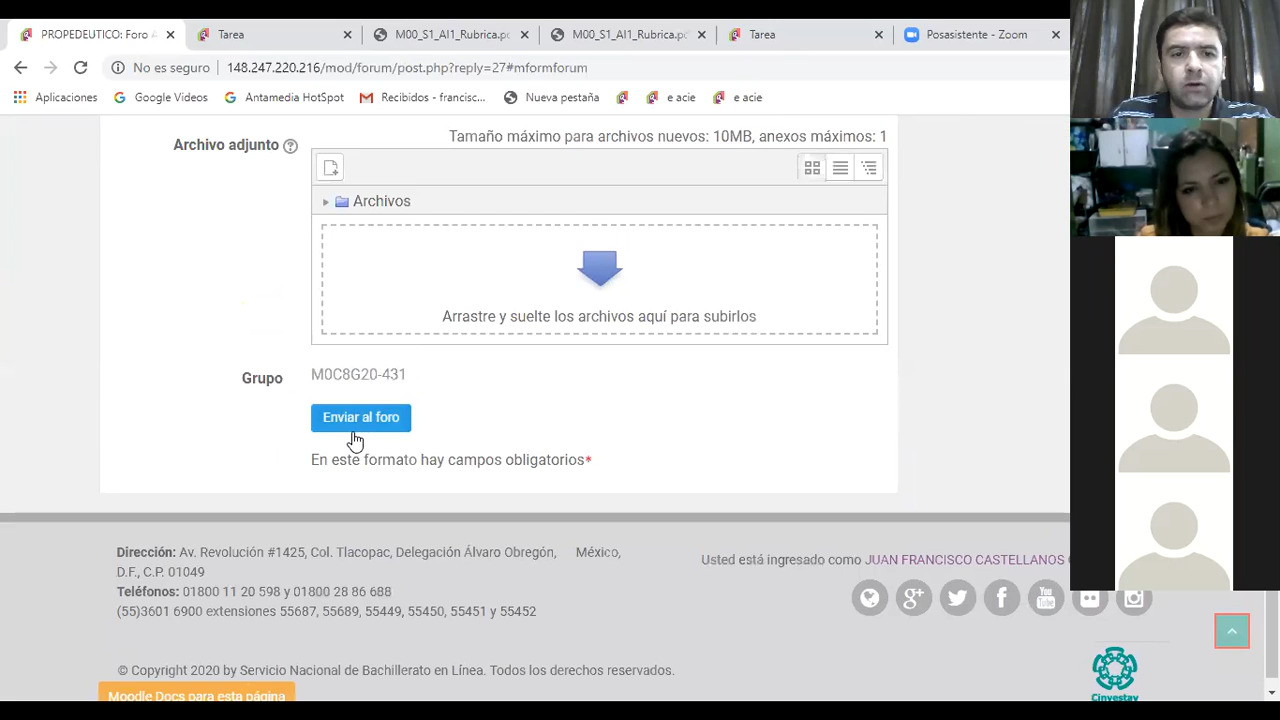 PROPEDEUTICO: Foro A
Tarea
M00_S1_AI1_Rubrica.pd
M00_S1_AI1_Rubrica.pd
Tarea
Posasistente - Zoom
No es seguro
148.247.220.216/mod/forum/post.php?reply=27#mformforum
Aplicaciones
Google Videos
Antamedia HotSpot
Recibidos - francisc...
Nueva pestaña
e acie
e acie
Tamaño máximo para archivos nuevos: 10MB, anexos máximos: 1
Archivo adjunto
Archivos
Arrastre y suelte los archivos aquí para subirlos
Grupo
M0C8G20-431
Enviar al foro
En este formato hay campos obligatorios*
Dirección: Av. Revolución #1425, Col. Tlacopac, Delegación Álvaro Obregón, México,
D.F., C.P. 01049
Teléfonos: 01800 11 20 598 y 01800 28 86 688
(55)3601 6900 extensiones 55687, 55689, 55449, 55450, 55451 y 55452
Usted está ingresado como JUAN FRANCISCO CASTELLANOS
© Copyright 2020 by Servicio Nacional de Bachillerato en Línea. Todos los derechos reservados.
Moodle Docs para esta página
Cinvestav